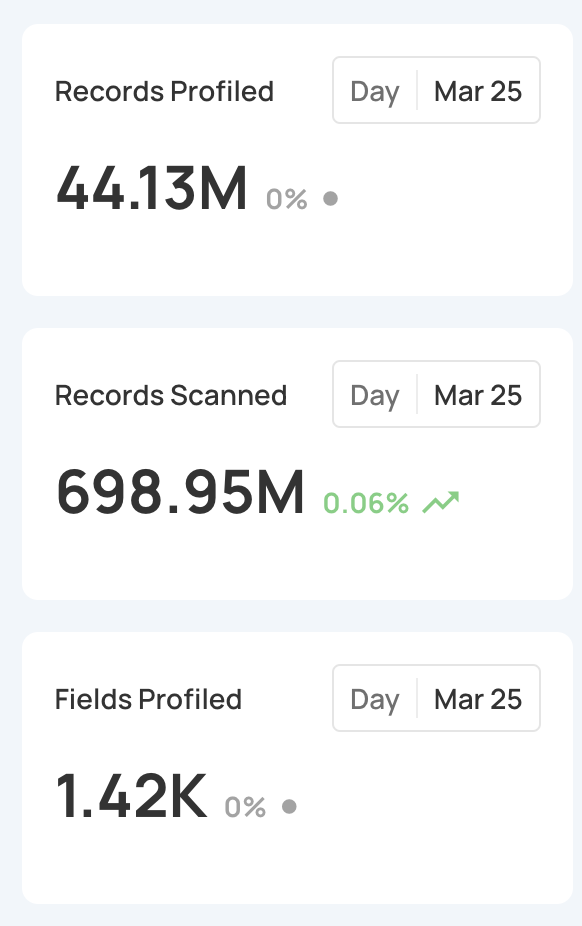 Records Profiled Day Mar 25
44.13M 0%
Records Scanned Day Mar 25
698.95M 0.06%
Fields Profiled Day Mar 25
1.42K 0%